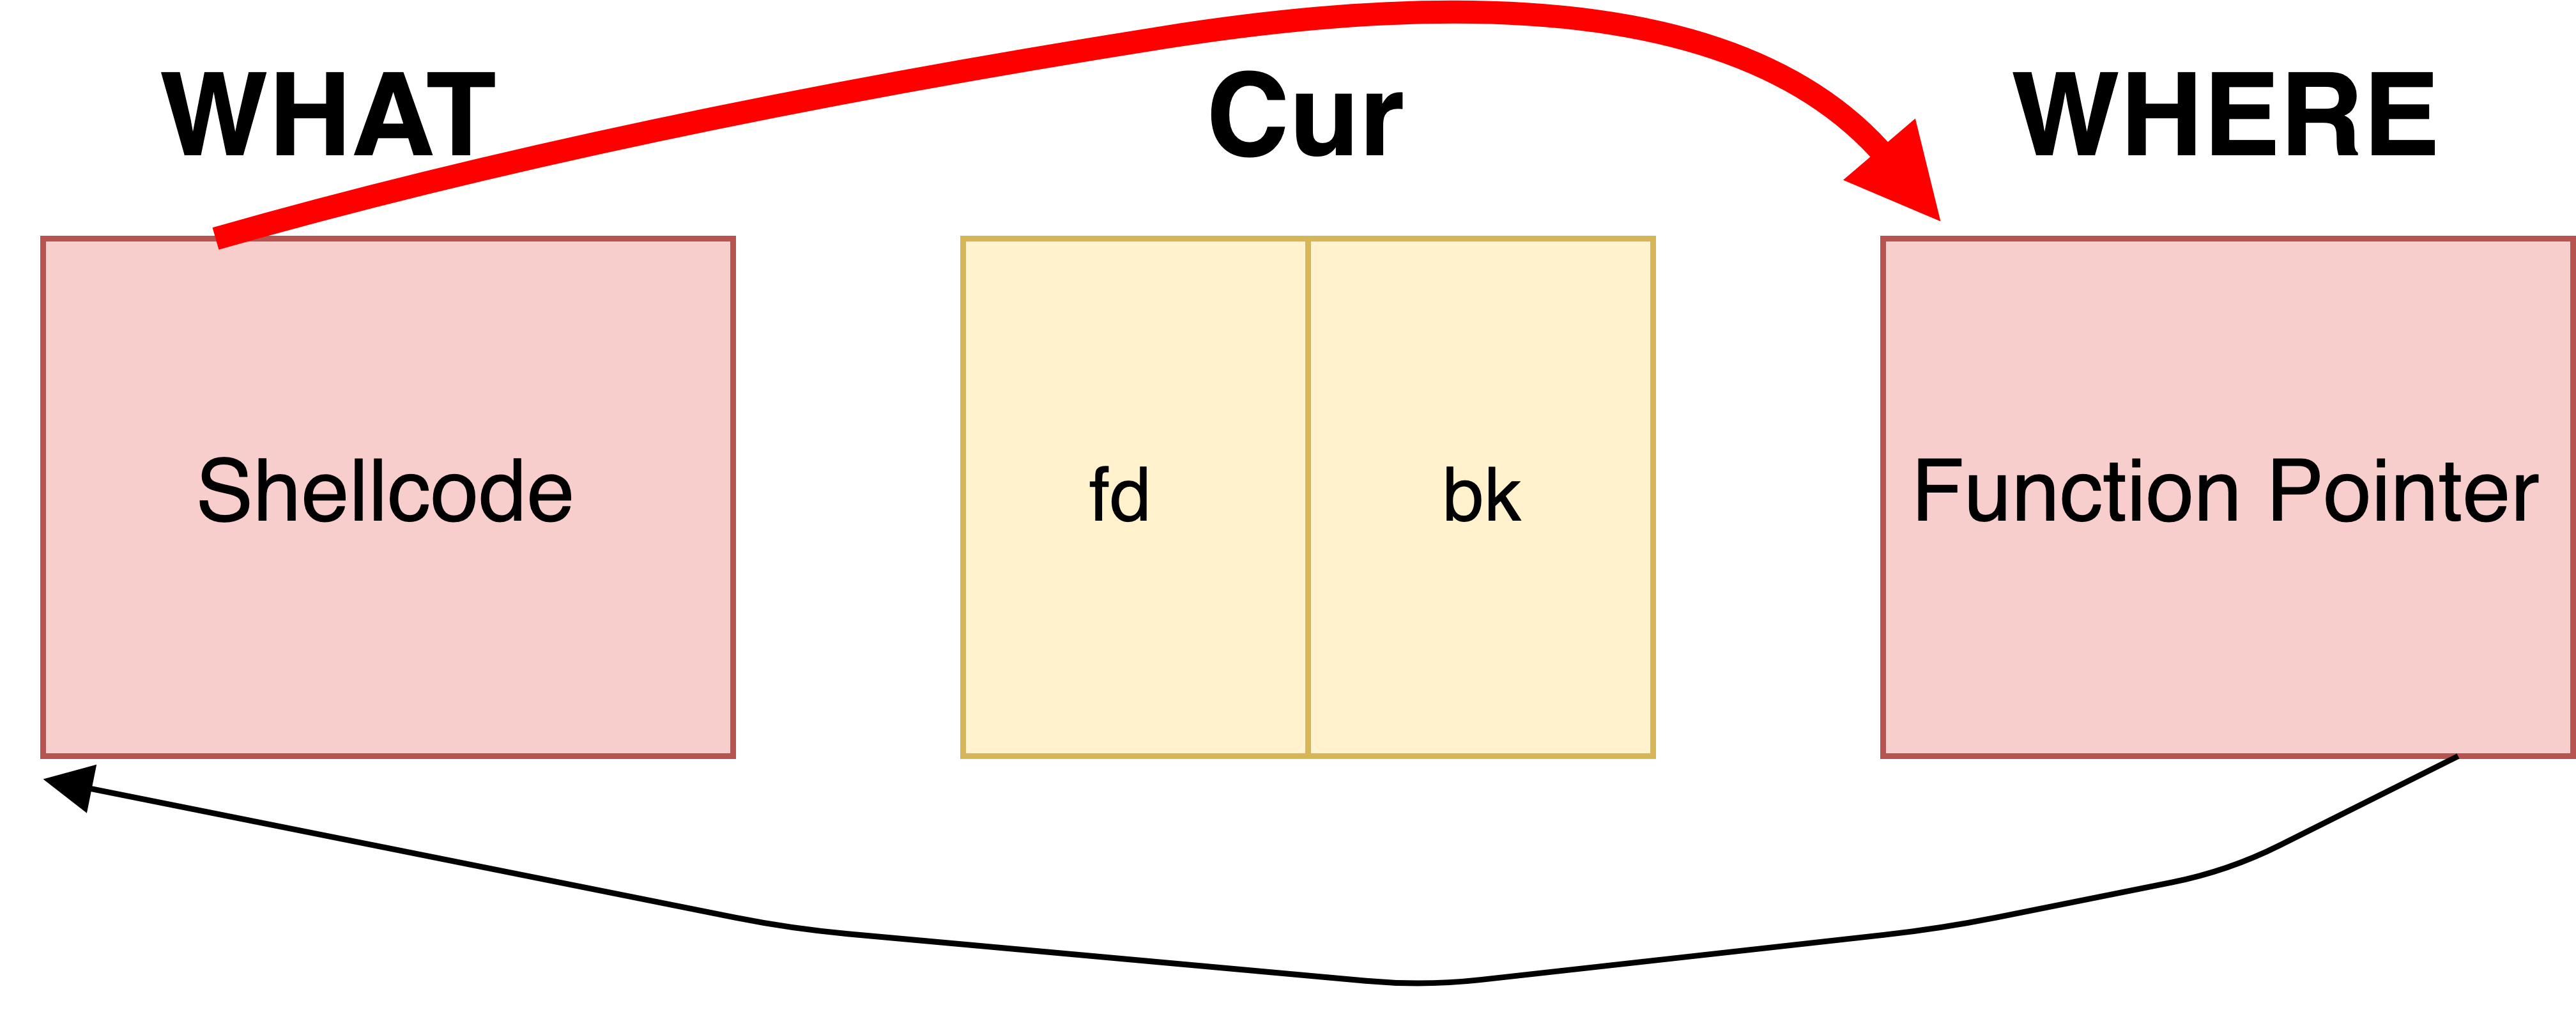 WHAT
Cur
WHERE
Shellcode
fd
bk
Function Pointer